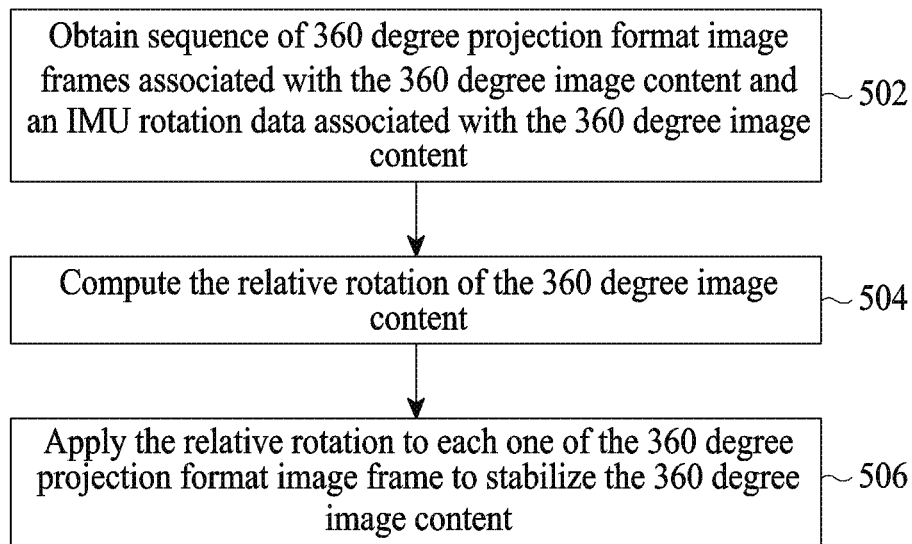 Obtain sequence of 360 degree projection format image
frames associated with the 360 degree image content and
an IMU rotation data associated with the 360 degree image
content
502
Compute the relative rotation of the 360 degree image
content
504
Apply the relative rotation to each one of the 360 degree
projection format image frame to stabilize the 360 degree
image content
506